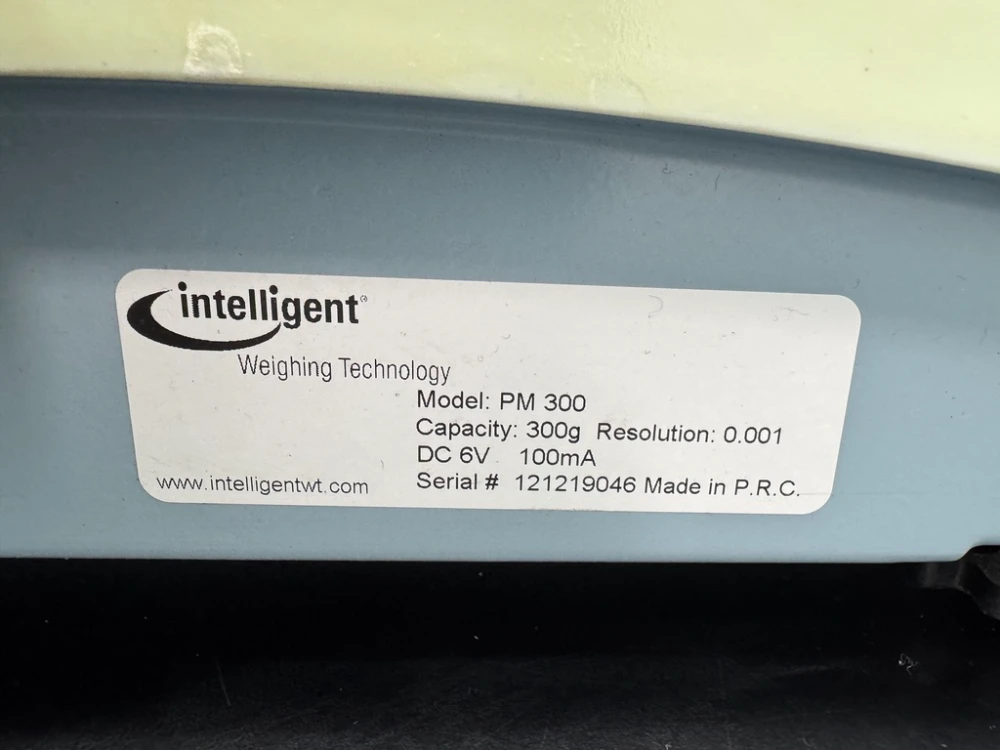 intelligent®
Weighing Technology
Model: PM 300
Capacity: 300g Resolution: 0.001
DC 6V 100mA
www.intelligentwt.com
Serial # 121219046 Made in P.R.C.